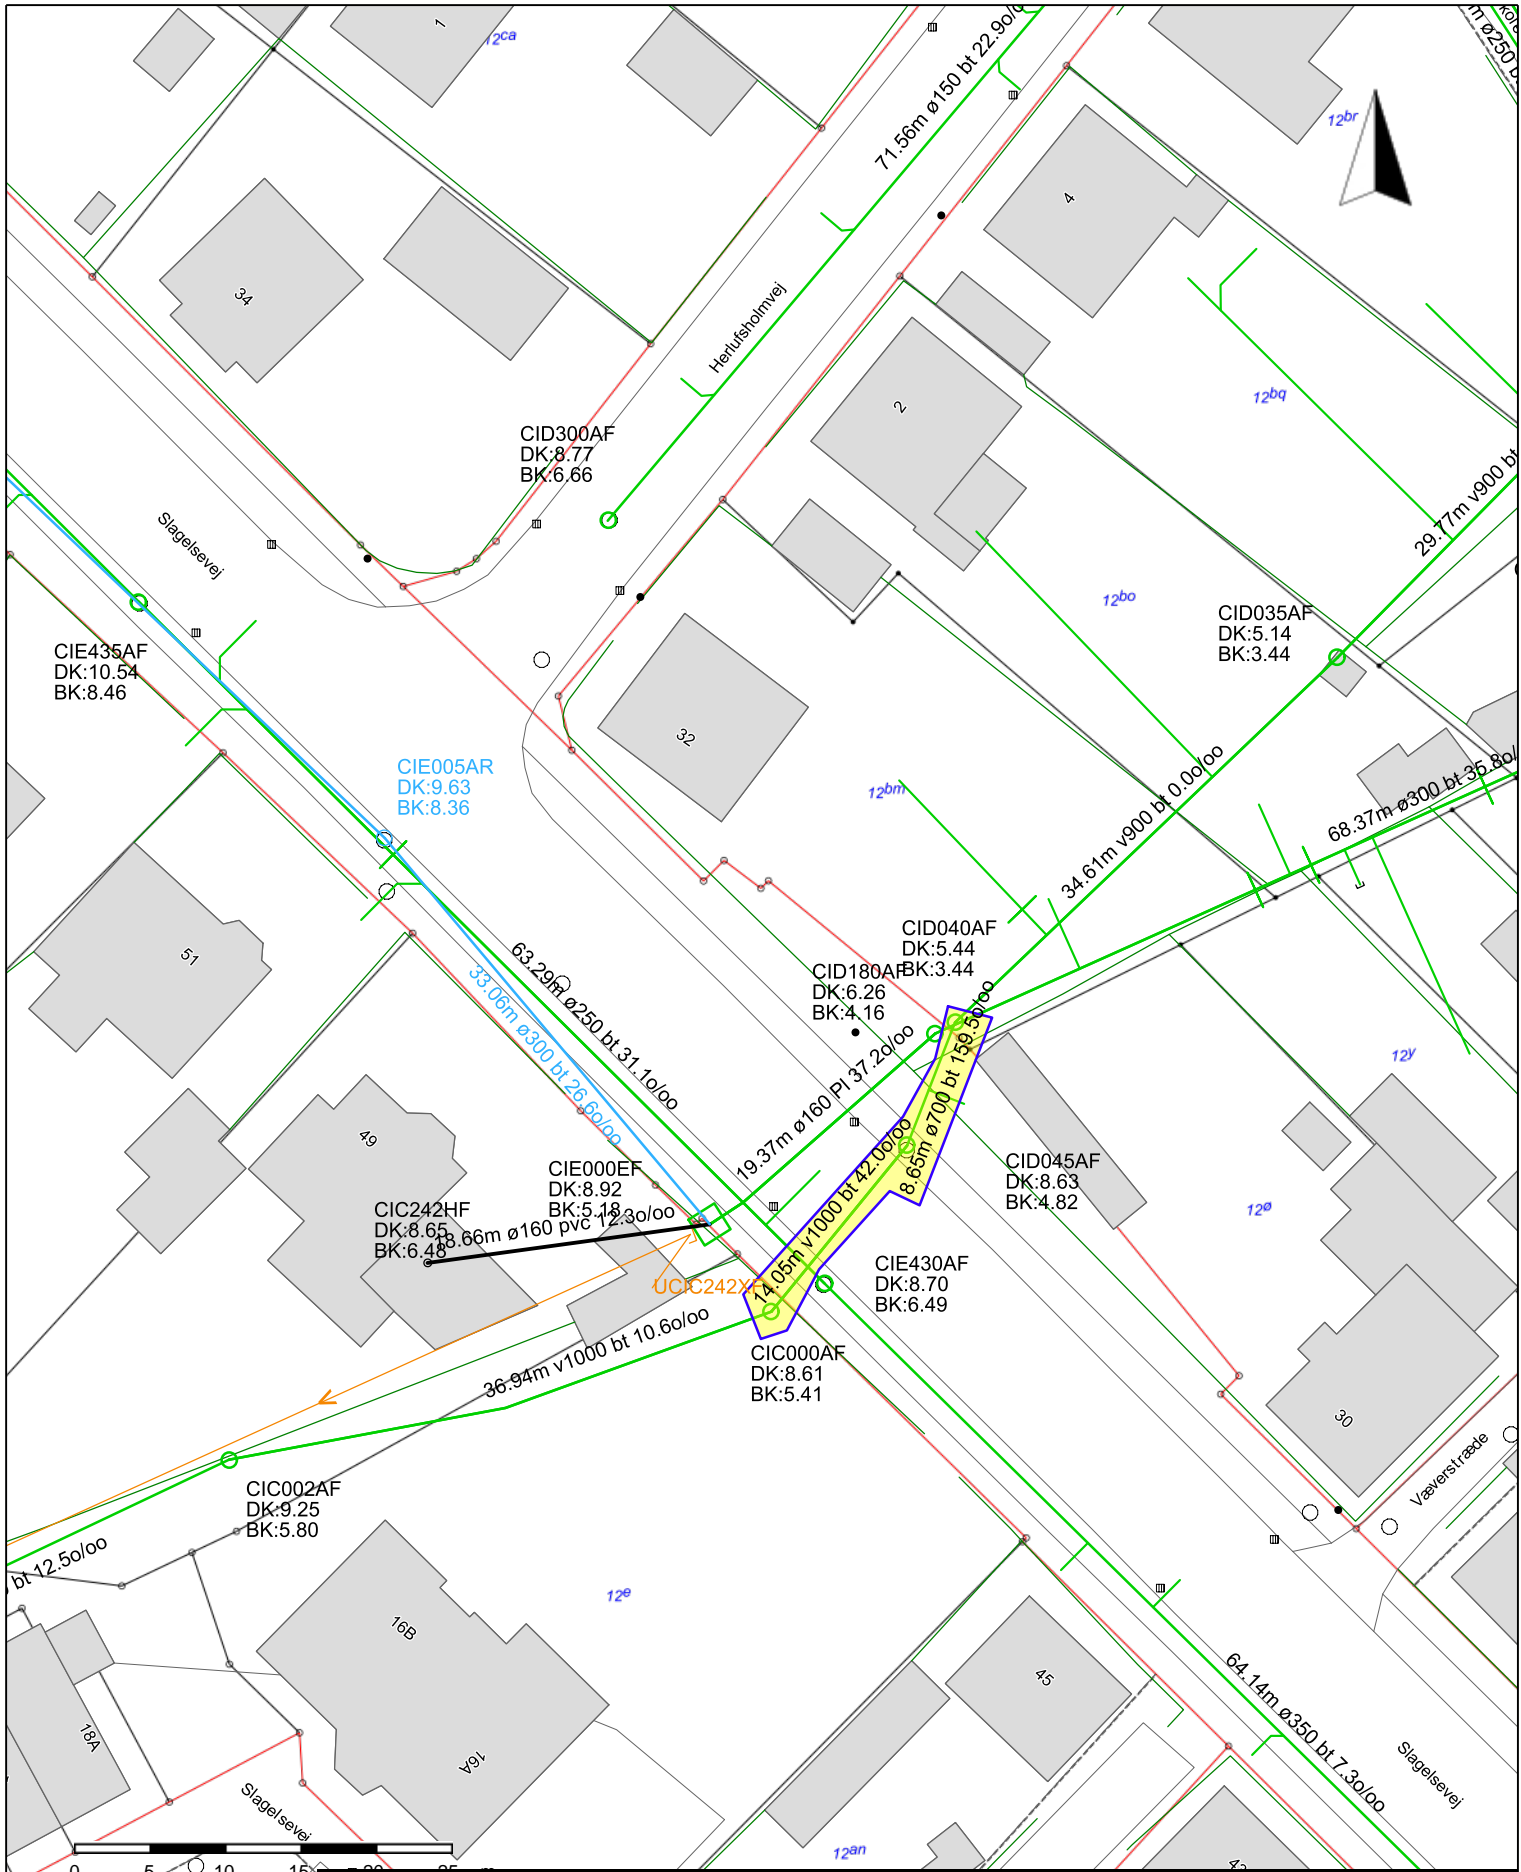 1
12ca
71.56m ø150 bt 22.9o/o
12br
4
34
Herlufsholmvej
12bq
2
CID300AF
DK:8.77
BK:6.66
29.77m v900 bt
Slagelsevej
12bo
CID035AF
DK:5.14
BK:3.44
CIE435AF
DK:10.54
BK:8.46
32
CIE005AR
DK:9.63
BK:8.36
12bm
34.61m v900 bt 0.0o/oo
68.37m ø300 bt 35.8o/
51
63.29m ø250 bt 31.1o/oo
33.06m ø300 bt 26.6o/oo
CID040AF
DK:5.44
BK:3.44
CID180AF
DK:6.26
BK:4.16
12y
19.37m ø160 Pl 37.2o/oo
8.65m ø700 bt 159.5o/oo
49
CIE000EF
DK:8.92
BK:5.18
CID045AF
DK:8.63
BK:4.82
CIC242HF
DK:8.65
BK:6.48
18.66m ø160 pvc 12.3o/oo
12ø
14.05m v1000 bt 42.0o/oo
CIE430AF
DK:8.70
BK:6.49
36.94m v1000 bt 10.6o/oo
CIC000AF
DK:8.61
BK:5.41
30
Væverstræde
CIC002AF
DK:9.25
BK:5.80
bt 12.5o/oo
12e
16B
45
64.14m ø350 bt 7.3o/oo
18A
16A
Slagelsevej
Slagelsevej
12an
0 5 10 15 20 25 m